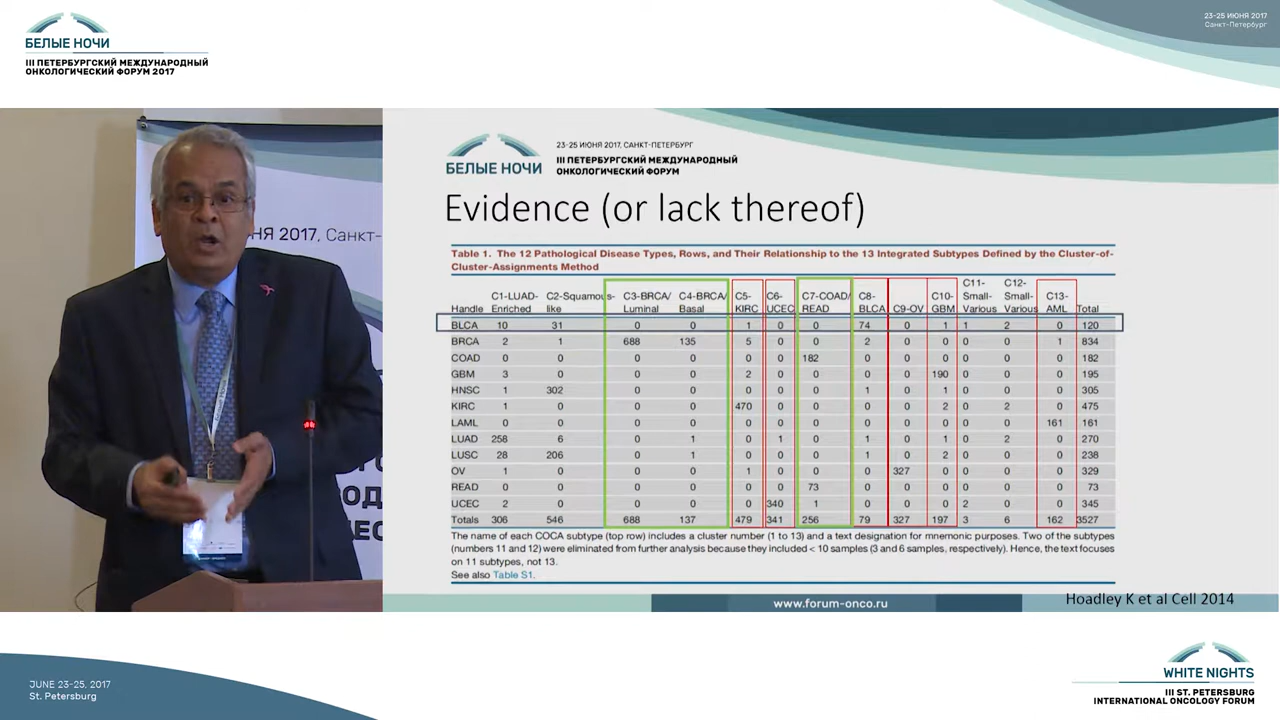 БЕЛЫЕ НОЧИ
III ПЕТЕРБУРГСКИЙ МЕЖДУНАРОДНЫЙ
ОНКОЛОГИЧЕСКИЙ ФОРУМ 2017
23-25 ИЮНЯ 2017
Санкт-Петербург
НЯ 2017, Санкт-
23-25 ИЮНЯ 2017, САНКТ-ПЕТЕРБУРГ
БЕЛЫЕ НОЧИ
III ПЕТЕРБУРГСКИЙ МЕЖДУНАРОДНЫЙ
ОНКОЛОГИЧЕСКИЙ ФОРУМ
Evidence (or lack thereof)
Table 1. The 12 Pathological Disease Types, Rows, and Their Relationship to the 13 Integrated Subtypes Defined by the Cluster-of-
Cluster-Assignments Method
Handle C1-LUAD-Enriched C2-Squamous-like C3-BRCA/Luminal C4-BRCA/Basal C5-KIRC C6-UCEC C7-COAD/READ C8-BLCA C9-OV C10-GBM C11-Small-Various C12-Small-Various C13-AML Total
BLCA 10 31 0 0 1 0 0 74 0 1 1 2 0 120
BRCA 2 1 688 135 5 0 0 2 0 0 0 0 1 834
COAD 0 0 0 0 0 0 182 0 0 0 0 0 0 182
GBM 3 0 0 0 2 0 0 0 0 190 0 0 0 195
HNSC 1 302 0 0 0 0 0 1 0 1 0 0 0 305
KIRC 1 0 0 0 470 0 0 0 0 2 0 2 0 475
LAML 0 0 0 0 0 0 0 0 0 0 0 0 161 161
LUAD 258 6 0 1 0 1 0 1 0 1 0 2 0 270
LUSC 28 206 0 1 0 0 0 1 0 2 0 0 0 238
OV 1 0 0 0 1 0 0 0 327 0 0 0 0 329
READ 0 0 0 0 0 0 73 0 0 0 0 0 0 73
UCEC 2 0 0 0 0 340 1 0 0 0 2 0 0 345
Totals 306 546 688 137 479 341 256 79 327 197 3 6 162 3527
The name of each COCA subtype (top row) includes a cluster number (1 to 13) and a text designation for mnemonic purposes. Two of the subtypes
(numbers 11 and 12) were eliminated from further analysis because they included < 10 samples (3 and 6 samples, respectively). Hence, the text focuses
on 11 subtypes, not 13.
See also Table S1.
Hoadley K et al Cell 2014
www.forum-onco.ru
JUNE 23-25, 2017
St. Petersburg
WHITE NIGHTS
III ST. PETERSBURG
INTERNATIONAL ONCOLOGY FORUM